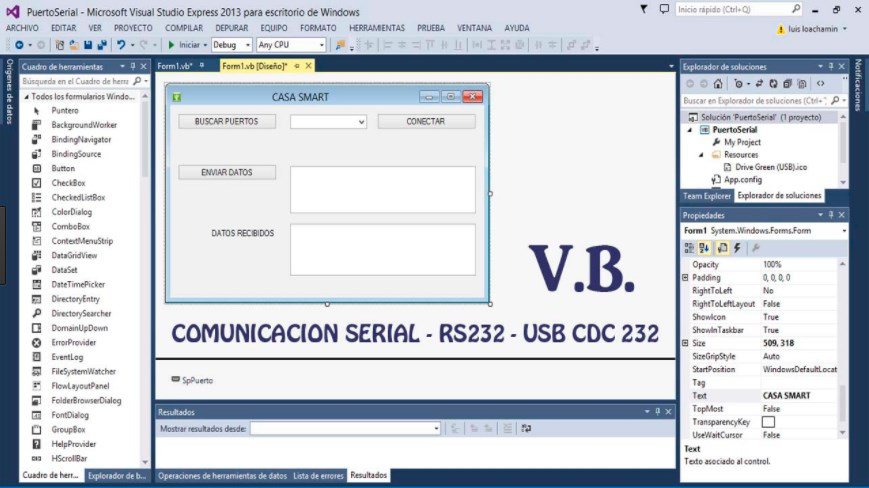 PuertoSerial - Microsoft Visual Studio Express 2013 para escritorio de Windows
Inicio rápido (Ctrl+Q)
ARCHIVO EDITAR VER PROYECTO COMPILAR DEPURAR EQUIPO FORMATO HERRAMIENTAS PRUEBA VENTANA AYUDA
luis loachamin
Iniciar Debug Any CPU
Orígenes de datos
Cuadro de herramientas
Búsqueda en el Cuadro de herra
Todos los formularios Windo...
Puntero
BackgroundWorker
BindingNavigator
BindingSource
Button
CheckBox
CheckedListBox
ColorDialog
ComboBox
ContextMenuStrip
DataGridView
DataSet
DateTimePicker
DirectoryEntry
DirectorySearcher
DomainUpDown
ErrorProvider
EventLog
FileSystemWatcher
FlowLayoutPanel
FolderBrowserDialog
FontDialog
GroupBox
HelpProvider
HScrollBar
Cuadro de herr... Explorador de b...
Form1.vb* Form1.vb [Diseño]*
CASA SMART
BUSCAR PUERTOS
CONECTAR
ENVIAR DATOS
DATOS RECIBIDOS
V.B.
COMUNICACION SERIAL - RS232 - USB CDC 232
SpPuerto
Resultados
Mostrar resultados desde:
Operaciones de herramientas de datos Lista de errores Resultados
Explorador de soluciones
Buscar en Explorador de soluciones (Ctrl+
Solución 'PuertoSerial' (1 proyecto)
PuertoSerial
My Project
Resources
Drive Green (USB).ico
App.config
Team Explorer Explorador de soluciones
Propiedades
Form1 System.Windows.Forms.Form
Opacity 100%
Padding 0, 0, 0, 0
RightToLeft No
RightToLeftLayout False
ShowIcon True
ShowInTaskbar True
Size 509, 318
SizeGripStyle Auto
StartPosition WindowsDefaultLocat
Tag
Text CASA SMART
TopMost False
TransparencyKey
UseWaitCursor False
Text
Texto asociado al control.
Notificaciones